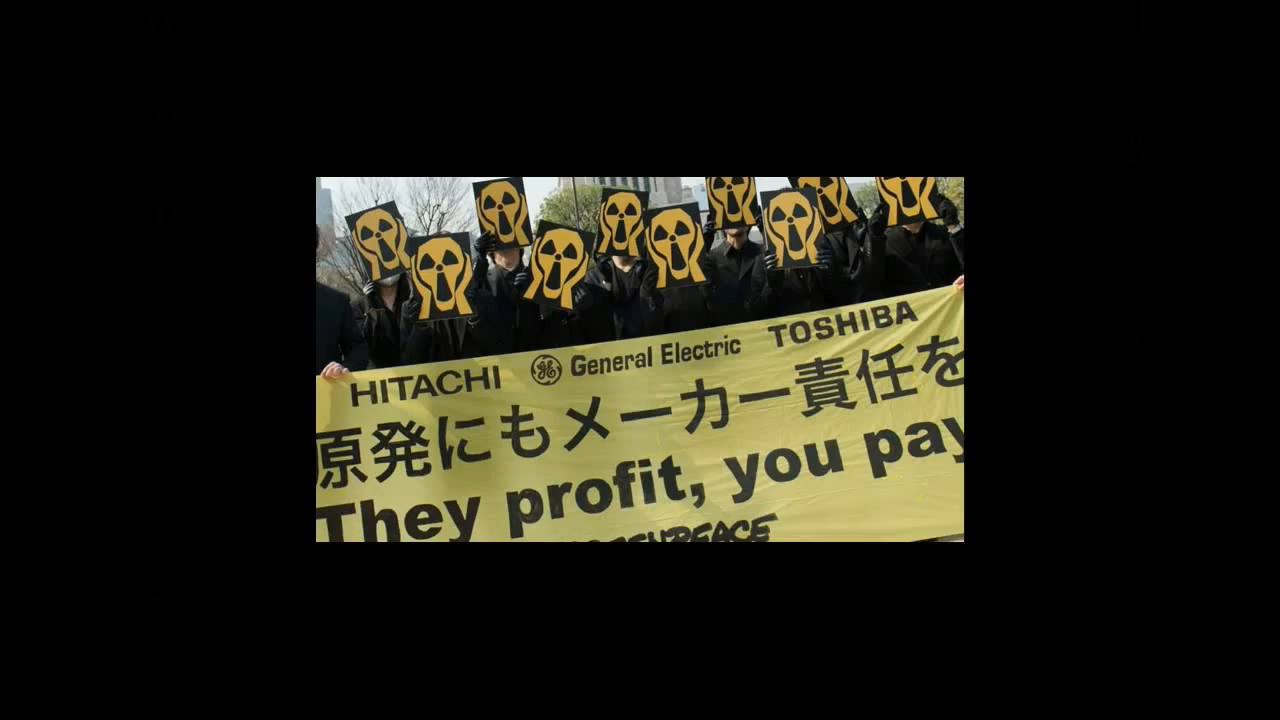 HITACHI General Electric TOSHIBA
原発にもメーカー責任を
They profit, you pay
GREENPEACE